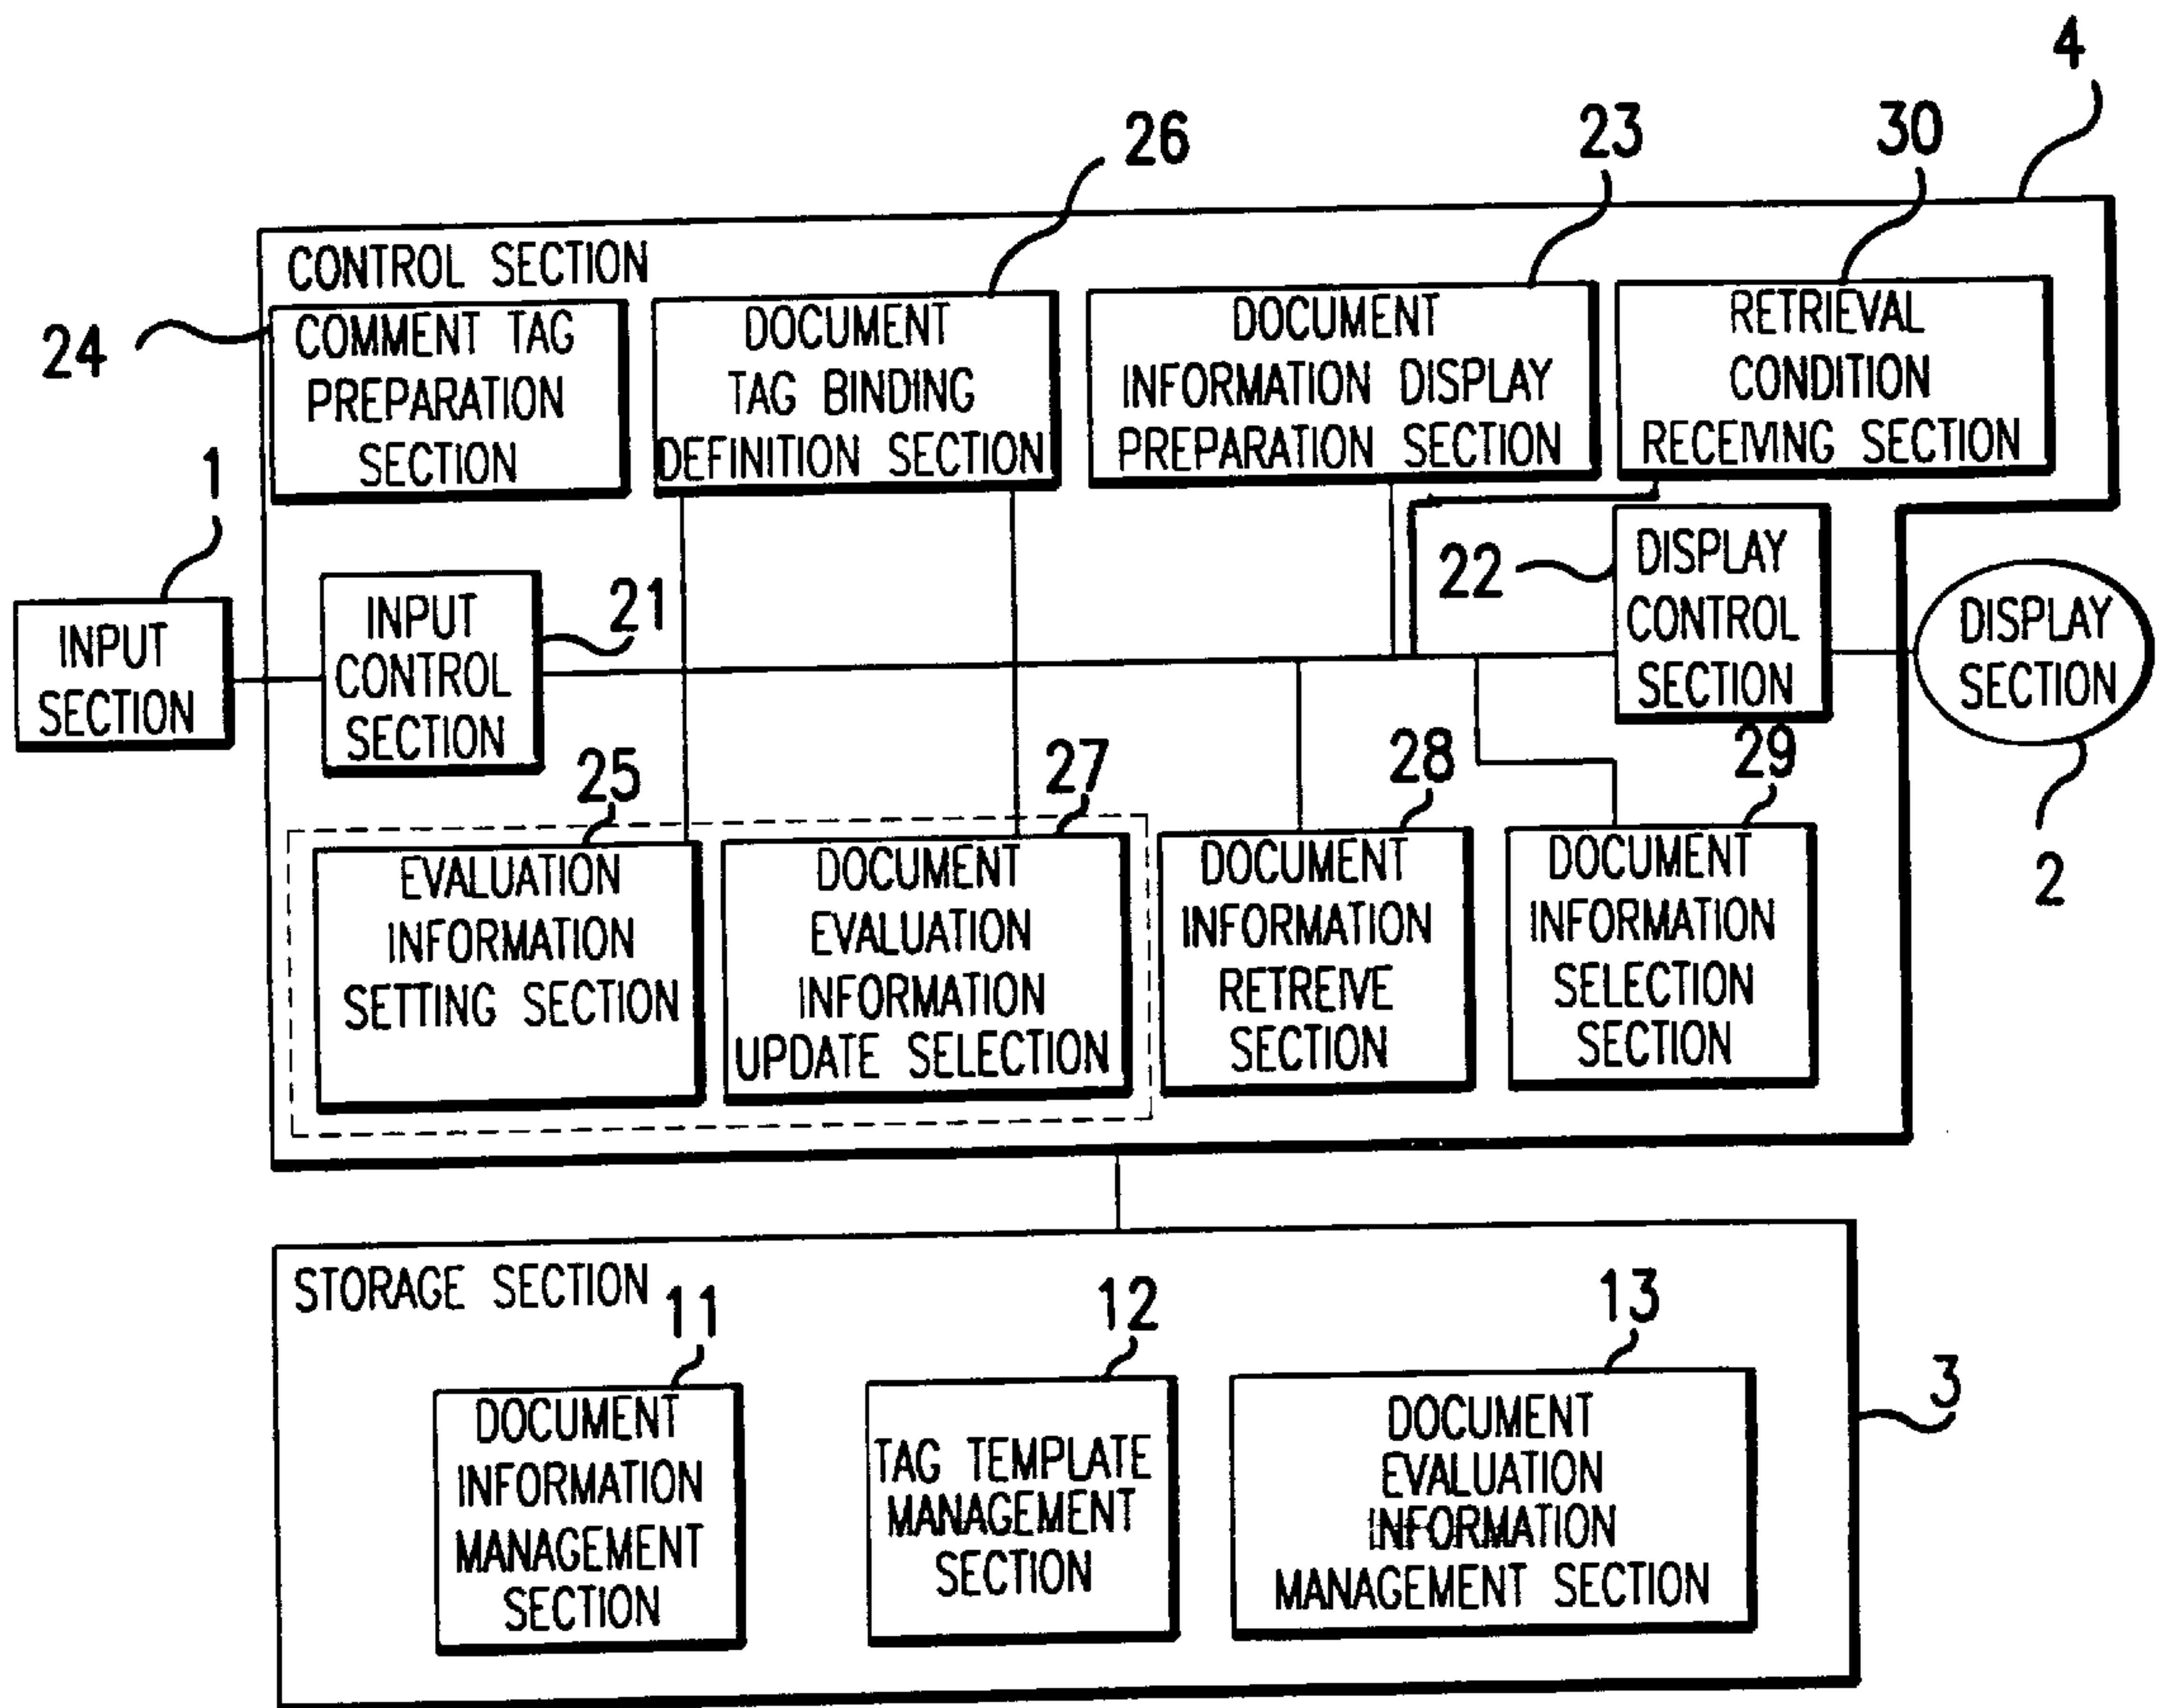 4
26
23
30
CONTROL SECTION
24
COMMENT TAG
PREPARATION
SECTION
DOCUMENT
TAG BINDING
DEFINITION SECTION
DOCUMENT
INFORMATION DISPLAY
PREPARATION SECTION
RETRIEVAL
CONDITION
RECEIVING SECTION
1
INPUT
SECTION
INPUT
CONTROL
SECTION
21
22
DISPLAY
CONTROL
SECTION
DISPLAY
SECTION
2
25
27
28
29
EVALUATION
INFORMATION
SETTING SECTION
DOCUMENT
EVALUATION
INFORMATION
UPDATE SELECTION
DOCUMENT
INFORMATION
RETREIVE
SECTION
DOCUMENT
INFORMATION
SELECTION
SECTION
STORAGE SECTION
11
12
13
3
DOCUMENT
INFORMATION
MANAGEMENT
SECTION
TAG TEMPLATE
MANAGEMENT
SECTION
DOCUMENT
EVALUATION
INFORMATION
MANAGEMENT SECTION